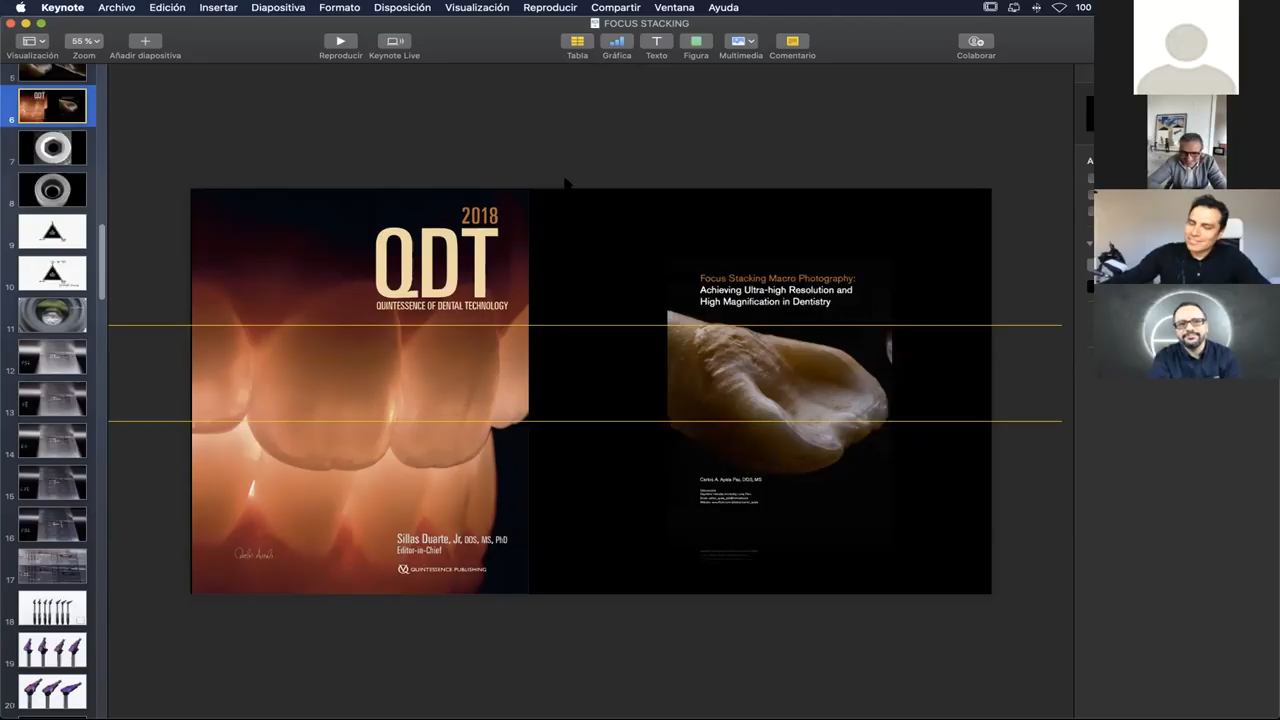 Keynote Archivo Edición Insertar Diapositiva Formato Disposición Visualización Reproducir Compartir Ventana Ayuda 100
FOCUS STACKING
55 %
Visualización Zoom Añadir diapositiva Reproducir Keynote Live Tabla Gráfica Texto Figura Multimedia Comentario Colaborar
5
6
7
8
9
10
11
12
13
14
15
16
17
18
19
20
2018
QDT
QUINTESSENCE OF DENTAL TECHNOLOGY
Sillas Duarte, Jr, DDS, MS, PhD
Editor-in-Chief
QUINTESSENCE PUBLISHING
Focus Stacking Macro Photography:
Achieving Ultra-high Resolution and
High Magnification in Dentistry
Carlos A. Ayala Paz, DDS, MS